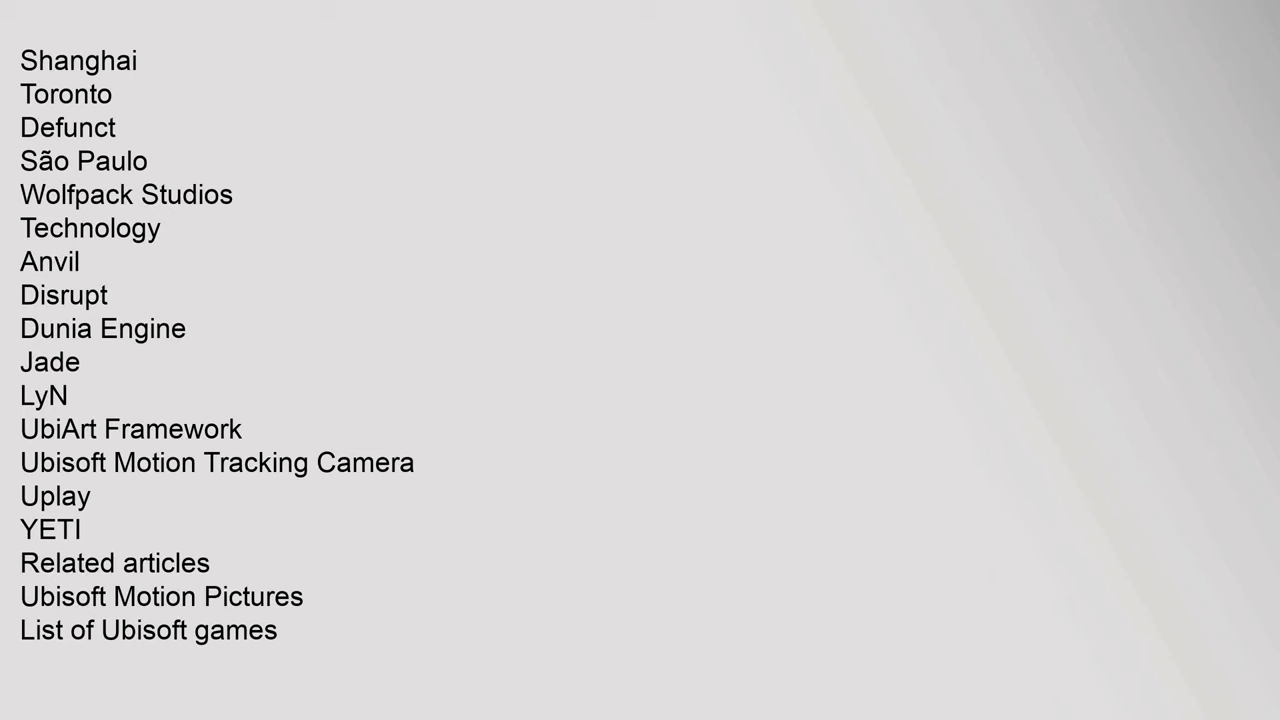 Shanghai
Toronto
Defunct
São Paulo
Wolfpack Studios
Technology
Anvil
Disrupt
Dunia Engine
Jade
LyN
UbiArt Framework
Ubisoft Motion Tracking Camera
Uplay
YETI
Related articles
Ubisoft Motion Pictures
List of Ubisoft games